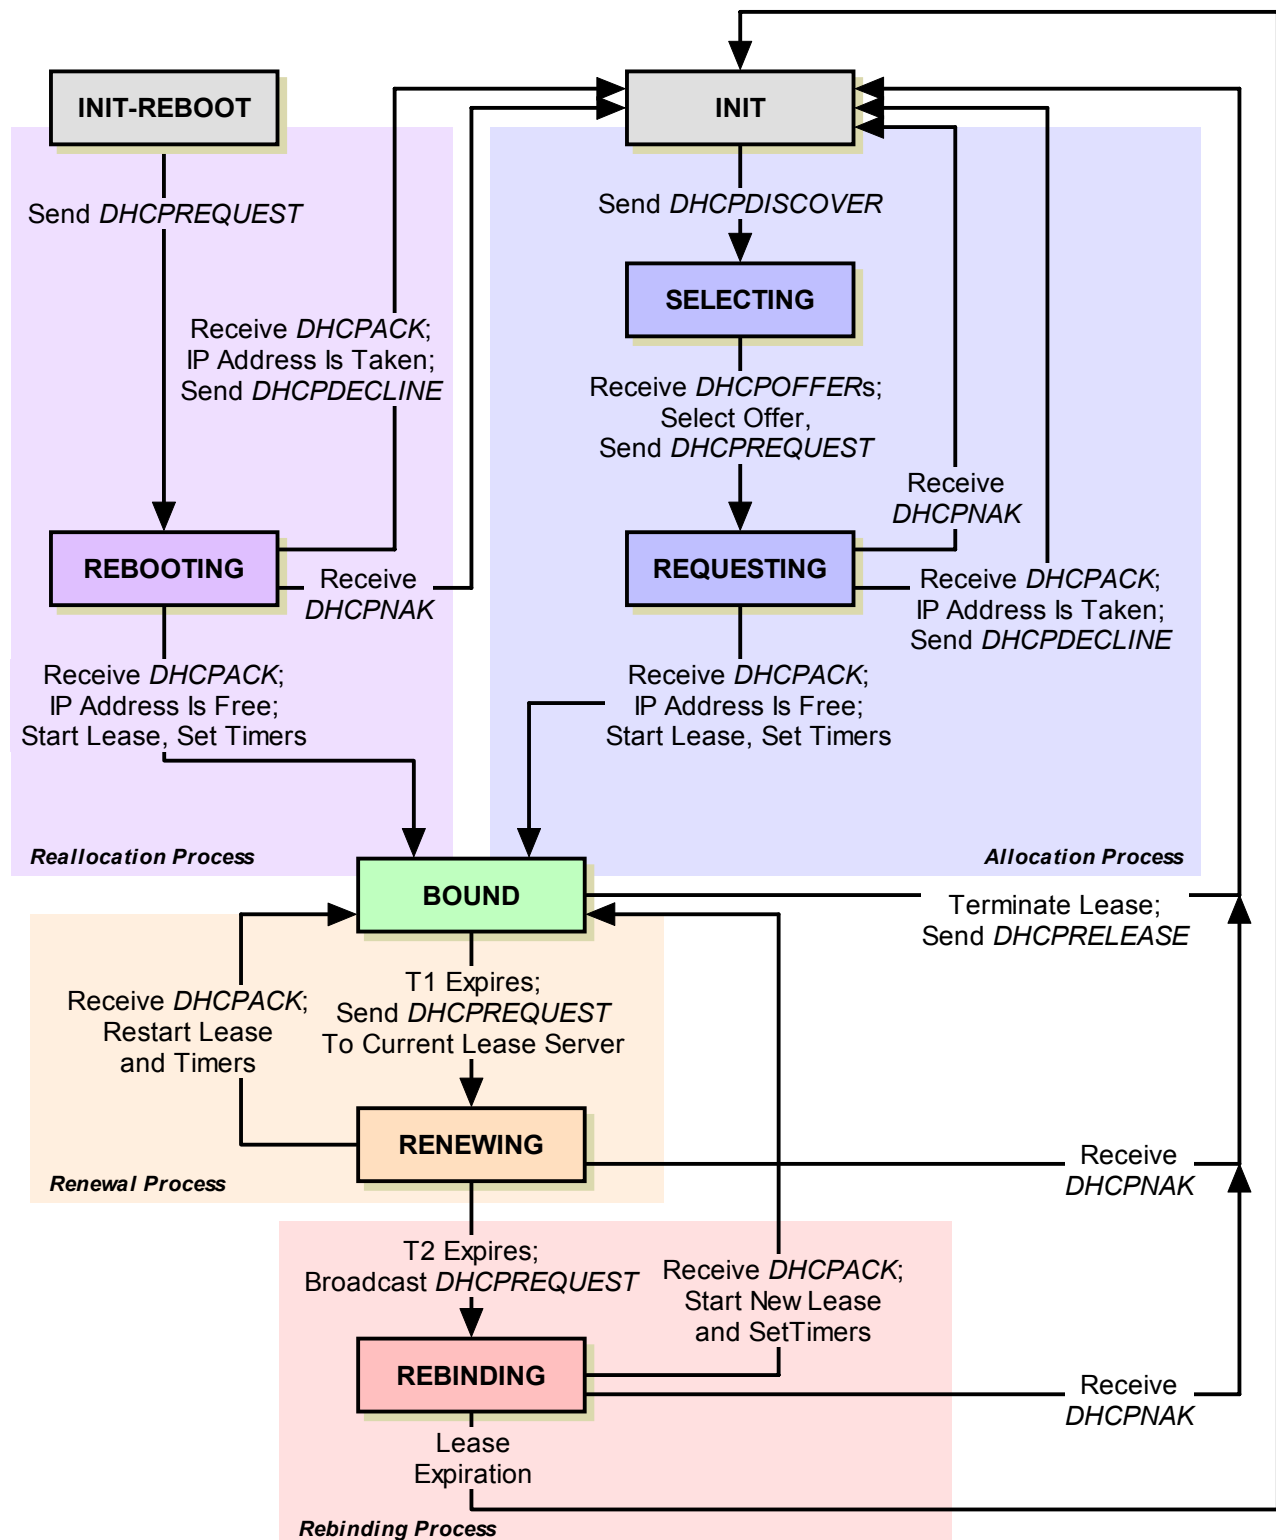 INIT-REBOOT
INIT
Send DHCPREQUEST
Send DHCPDISCOVER
SELECTING
Receive DHCPACK;
IP Address Is Taken;
Send DHCPDECLINE
Receive DHCPOFFERs;
Select Offer,
Send DHCPREQUEST
Receive
DHCPNAK
REBOOTING
Receive
DHCPNAK
REQUESTING
Receive DHCPACK;
IP Address Is Taken;
Send DHCPDECLINE
Receive DHCPACK;
IP Address Is Free;
Start Lease, Set Timers
Receive DHCPACK;
IP Address Is Free;
Start Lease, Set Timers
Reallocation Process
Allocation Process
BOUND
Terminate Lease;
Send DHCPRELEASE
Receive DHCPACK;
Restart Lease
and Timers
T1 Expires;
Send DHCPREQUEST
To Current Lease Server
RENEWING
Receive
DHCPNAK
Renewal Process
T2 Expires;
Broadcast DHCPREQUEST
Receive DHCPACK;
Start New Lease
and SetTimers
REBINDING
Receive
DHCPNAK
Lease
Expiration
Rebinding Process